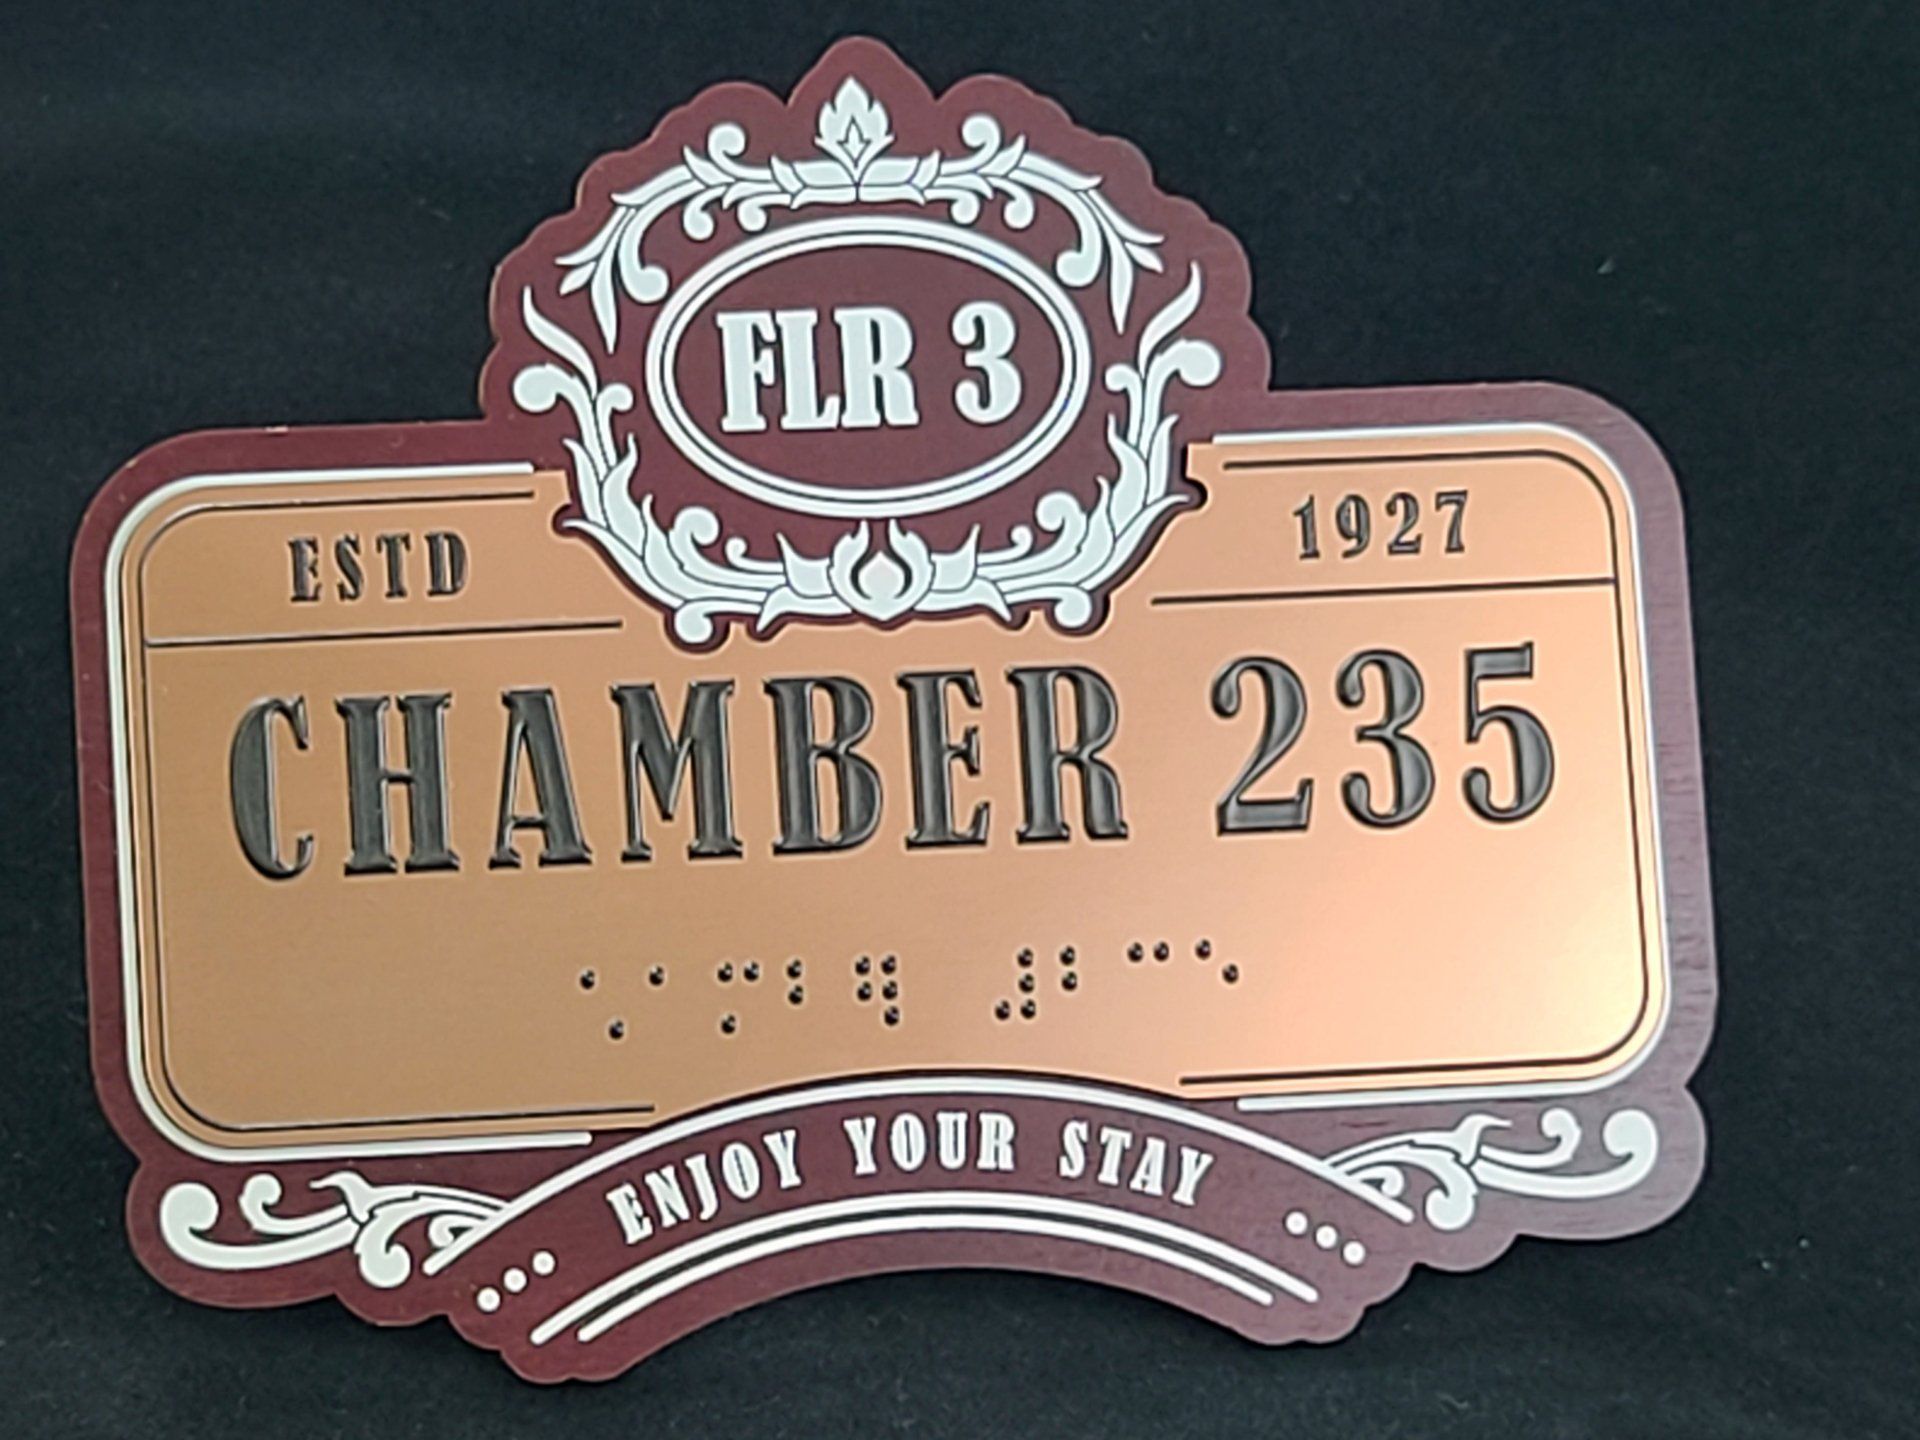 FLR 3
ESTD 1927
CHAMBER 235
⠡⠁⠍⠃⠻ ⠼⠃⠉⠑
ENJOY YOUR STAY